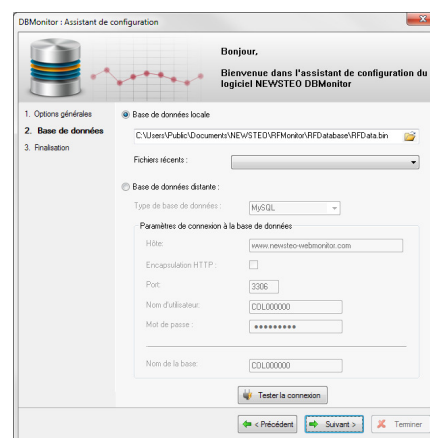 DBMonitor : Assistant de configuration
Bonjour,
Bienvenue dans l'assistant de configuration du
logiciel NEWSTEO DBMonitor
1. Options générales
2. Base de données
3. Finalisation
Base de données locale
C:\Users\Public\Documents\NEWSTEO\RFMonitor\RFDatabase\RFData.bin
Fichiers récents :
Base de données distante :
Type de base de données :
MySQL
Paramètres de connexion à la base de données
Hôte:
www.newsteo-webmonitor.com
Encapsulation HTTP :
Port:
3306
Nom d'utilisateur:
COL000000
Mot de passe :
•••••••••
Nom de la base:
COL000000
Tester la connexion
< Précédent
Suivant >
Terminer